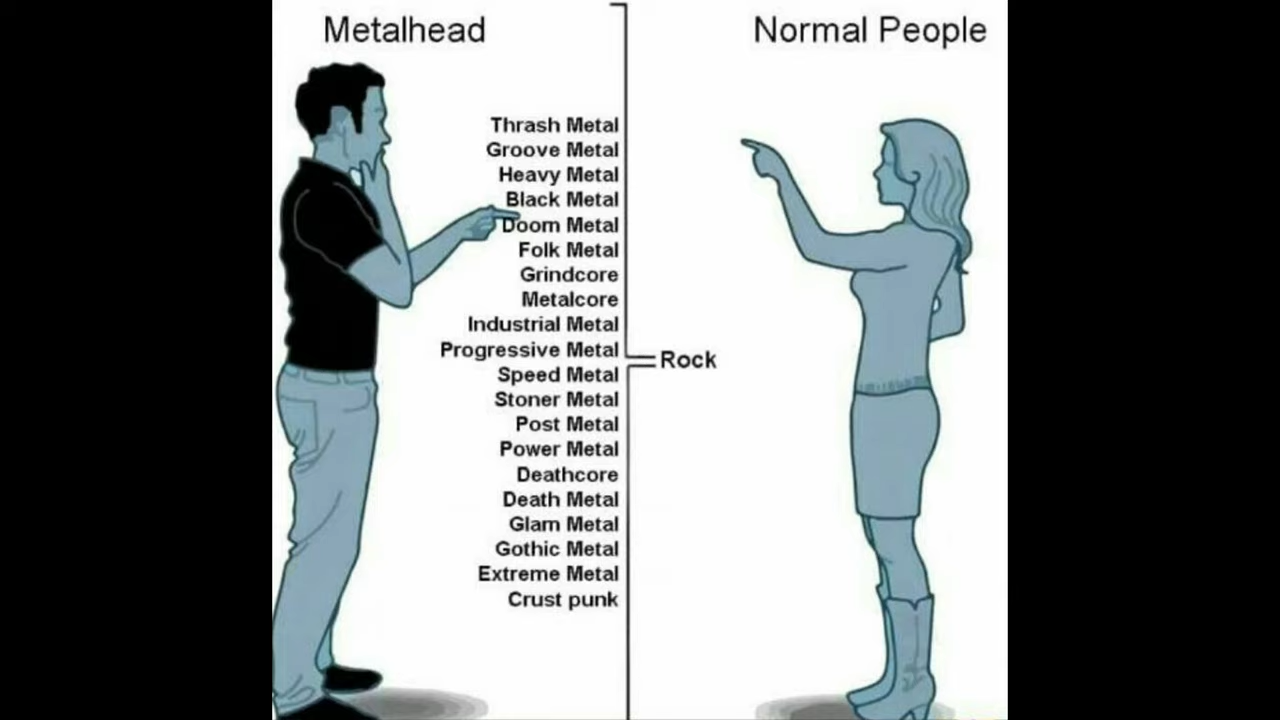 Metalhead
Normal People
Thrash Metal
Groove Metal
Heavy Metal
Black Metal
Doom Metal
Folk Metal
Grindcore
Metalcore
Industrial Metal
Progressive Metal
Rock
Speed Metal
Stoner Metal
Post Metal
Power Metal
Deathcore
Death Metal
Glam Metal
Gothic Metal
Extreme Metal
Crust punk